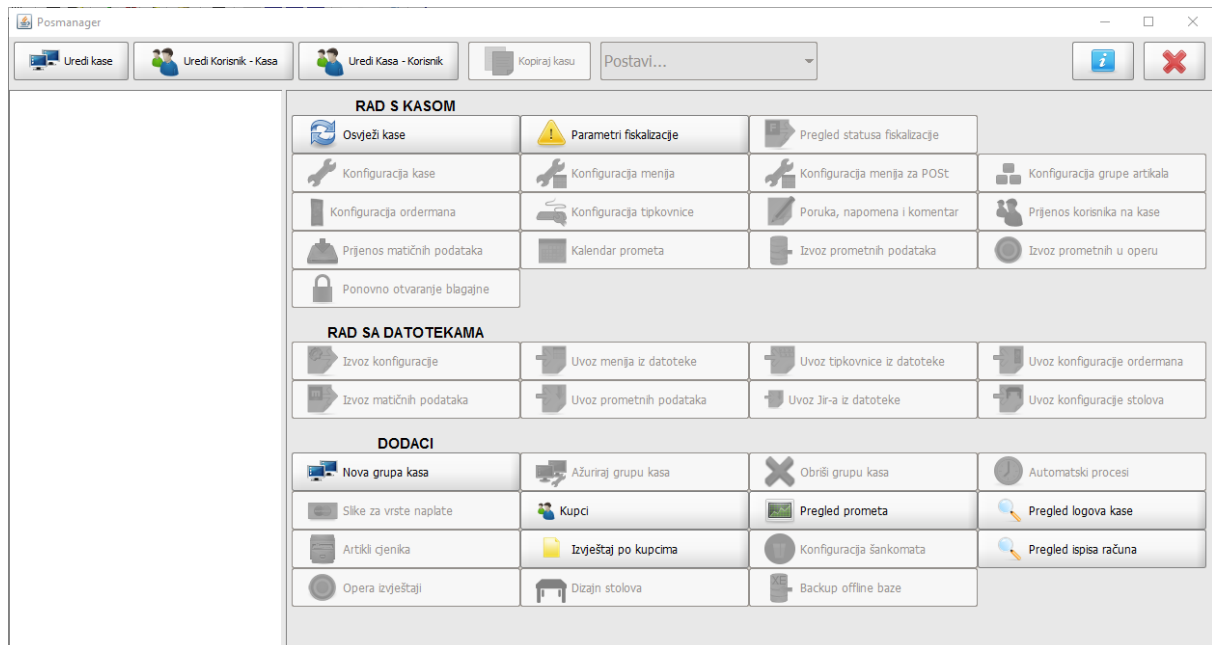 Posmanager
Uredi kase Uredi Korisnik - Kasa Uredi Kasa - Korisnik Kopiraj kasu Postavi...
RAD S KASOM
Osvježi kase Parametri fiskalizacije Pregled statusa fiskalizacije
Konfiguracija kase Konfiguracija menija Konfiguracija menija za POSt Konfiguracija grupe artikala
Konfiguracija ordermana Konfiguracija tipkovnice Poruka, napomena i komentar Prijenos korisnika na kase
Prijenos matičnih podataka Kalendar prometa Izvoz prometnih podataka Izvoz prometnih u operu
Ponovno otvaranje blagajne
RAD SA DATOTEKAMA
Izvoz konfiguracije Uvoz menija iz datoteke Uvoz tipkovnice iz datoteke Uvoz konfiguracije ordermana
Izvoz matičnih podataka Uvoz prometnih podataka Uvoz Jir-a iz datoteke Uvoz konfiguracije stolova
DODACI
Nova grupa kasa Ažuriraj grupu kasa Obriši grupu kasa Automatski procesi
Slike za vrste naplate Kupci Pregled prometa Pregled logova kase
Artikli cjenika Izvještaj po kupcima Konfiguracija šankomata Pregled ispisa računa
Opera izvještaji Dizajn stolova Backup offline baze